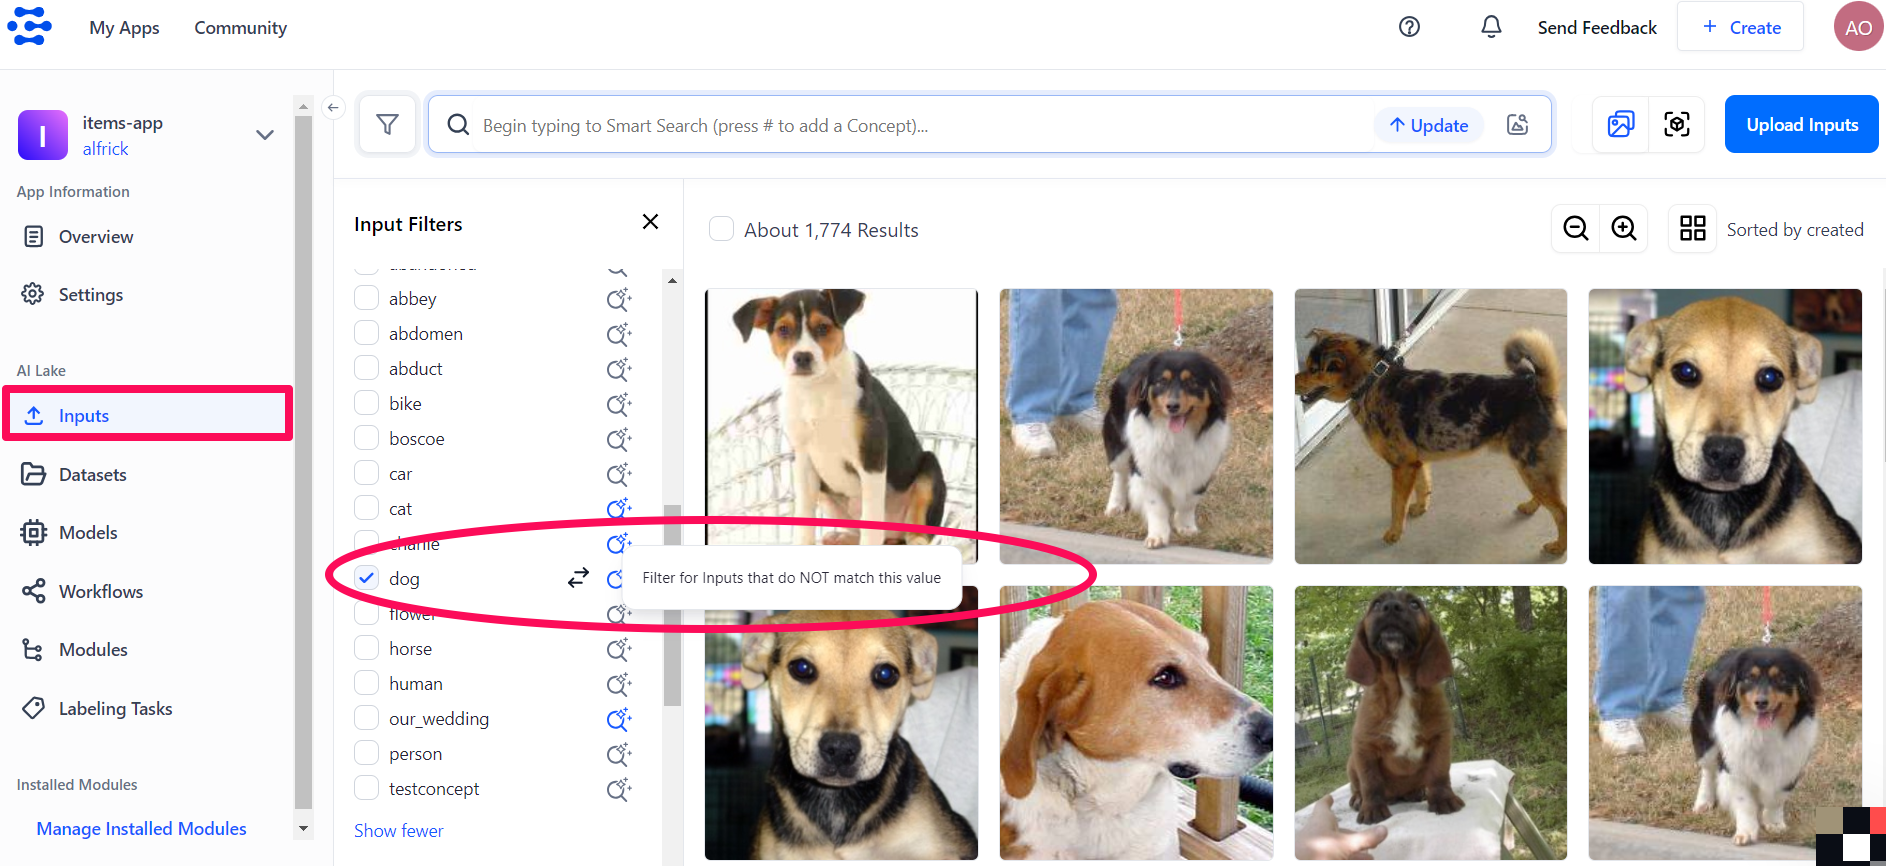 My Apps
Community
Send Feedback
+ Create
AO
I
items-app
alfrick
App Information
Overview
Settings
AI Lake
Inputs
Datasets
Models
Workflows
Modules
Labeling Tasks
Installed Modules
Manage Installed Modules
Begin typing to Smart Search (press # to add a Concept)...
Update
Upload Inputs
Input Filters
abbey
abdomen
abduct
bike
boscoe
car
cat
charlie
dog
Filter for Inputs that do NOT match this value
flower
horse
human
our_wedding
person
testconcept
Show fewer
About 1,774 Results
Sorted by created